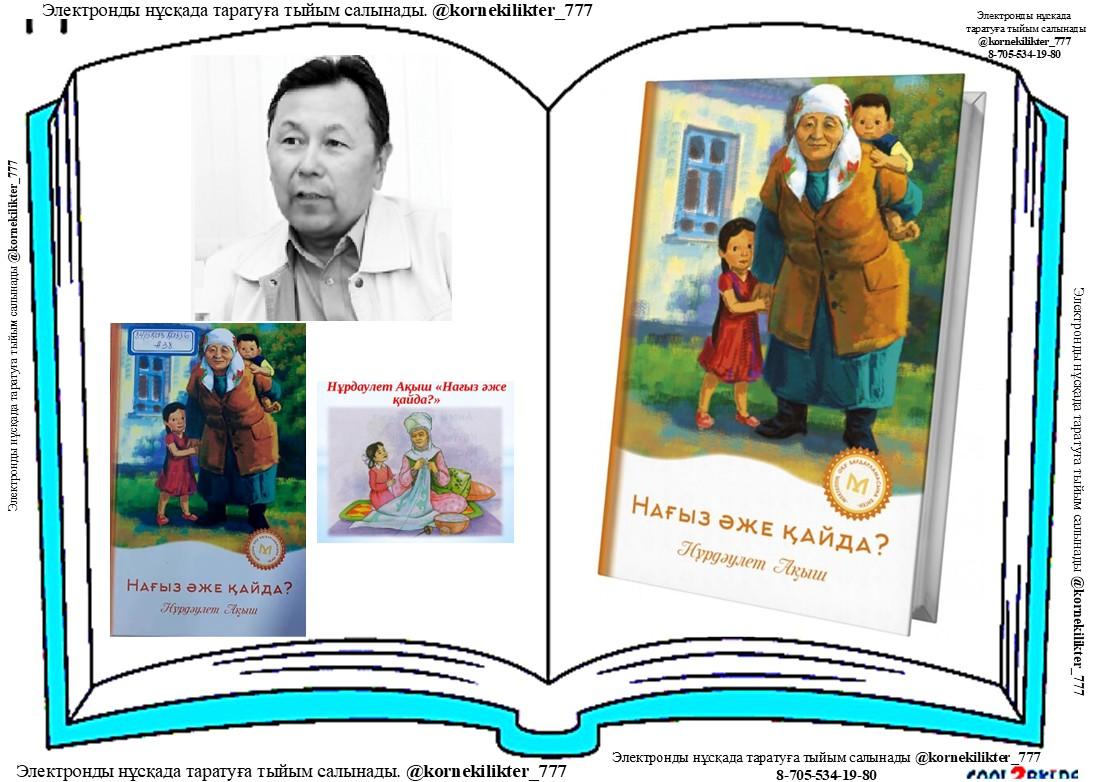 Электронды нұсқада таратуға тыйым салынады. @kornekilikter_777
Электронды нұсқада
таратуға тыйым салынады
@kornekilikter_777
8-705-534-19-80
Электронды нұсқада таратуға тыйым салынады @kornekilikter_777
Нұрдаулет Ақыш «Нағыз әже
қайда?»
НАҒЫЗ ӘЖЕ ҚАЙДА?
Нұрдәулет Ақыш
НАҒЫЗ ӘЖЕ ҚАЙДА?
Нұрдәулет Ақыш
Электронды нұсқада таратуға тыйым салынады @kornekilikter_777
Электронды нұсқада таратуға тыйым салынады. @kornekilikter_777
Электронды нұсқада таратуға тыйым салынады @kornekilikter_777
8-705-534-19-80